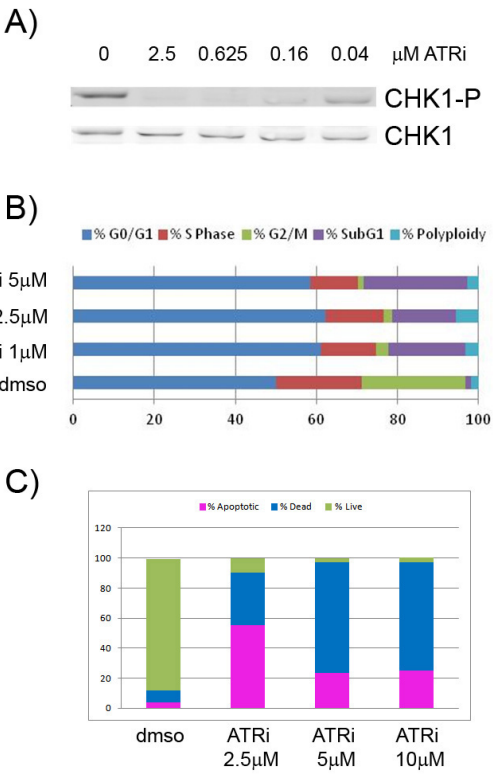 A)
0 2.5 0.625 0.16 0.04 µM ATRi
CHK1-P
CHK1
B)
% G0/G1 % S Phase % G2/M % SubG1 % Polyploidy
i 5µM
2.5µM
i 1µM
dmso
0 20 40 60 80 100
C)
% Apoptotic % Dead % Live
120
100
80
60
40
20
0
dmso ATRi ATRi ATRi
2.5µM 5µM 10µM